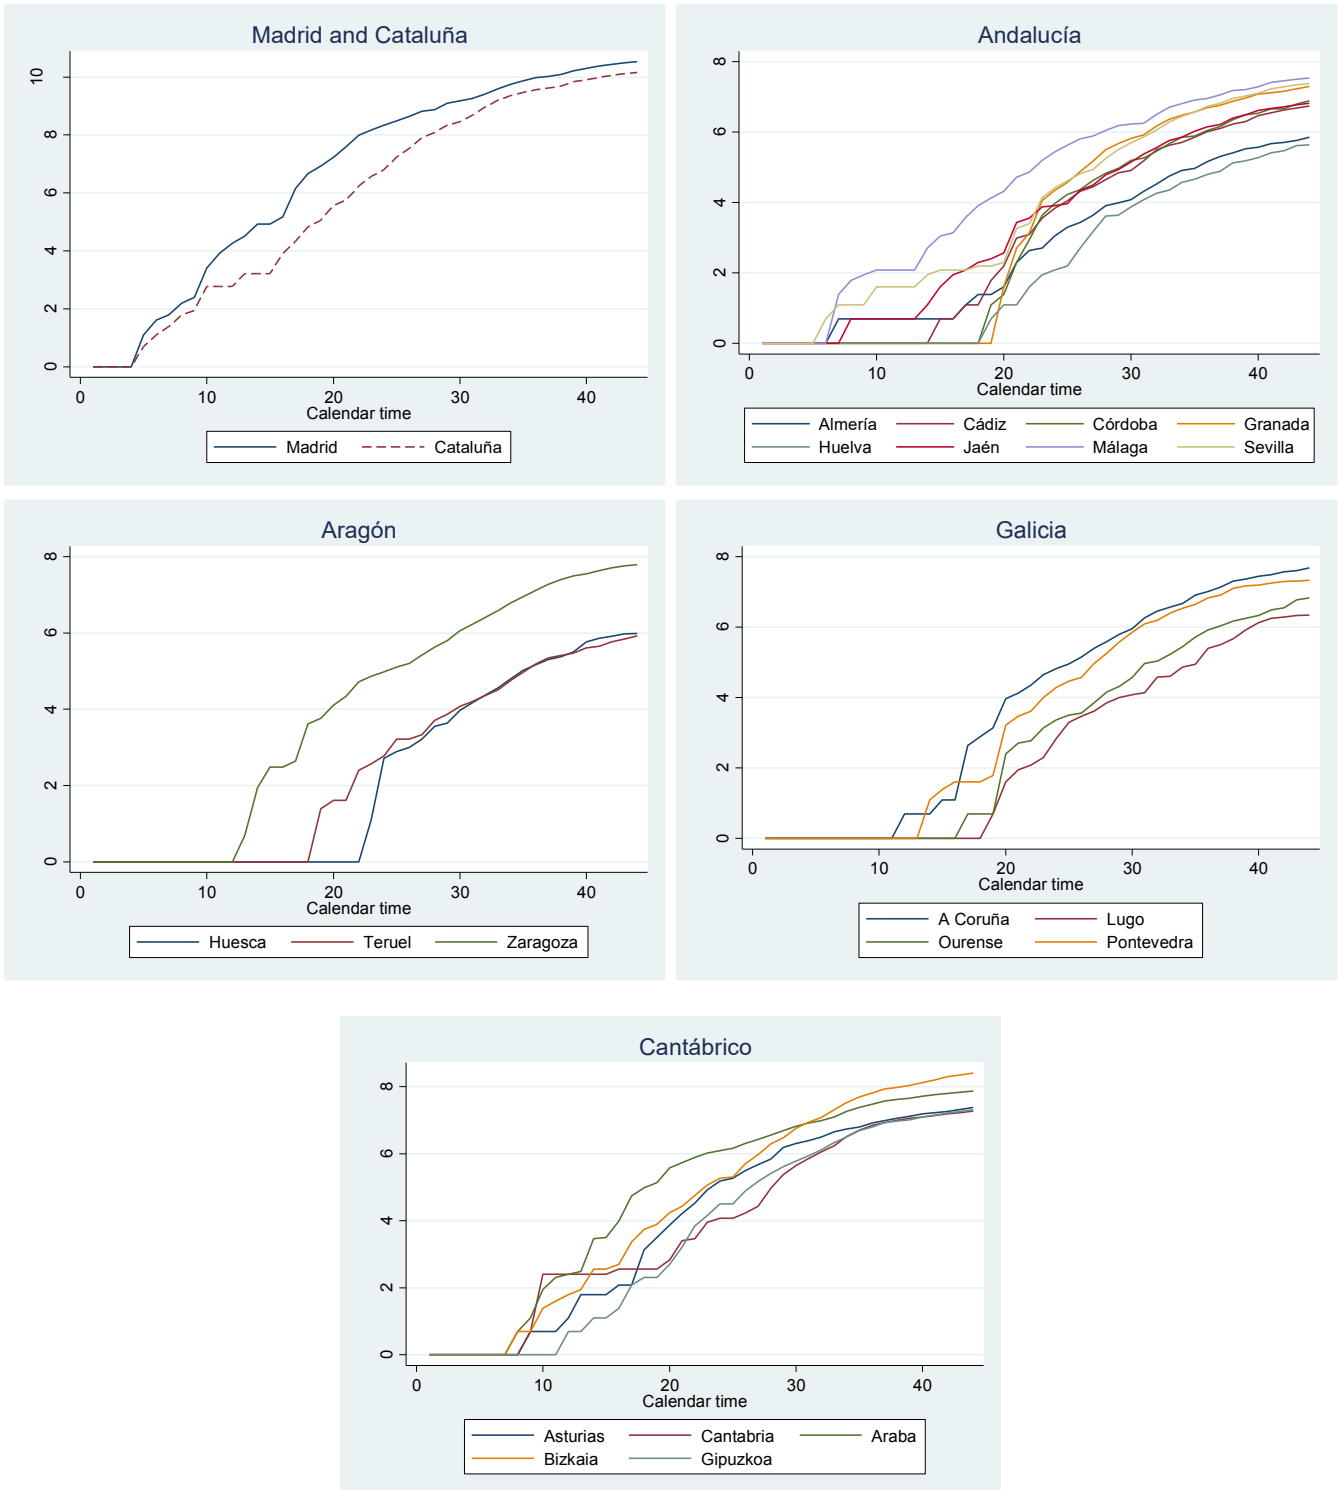 Madrid and Cataluña
10
8
6
4
2
0
0 10 20 30 40
Calendar time
Madrid Cataluña
Andalucía
8
6
4
2
0
0 10 20 30 40
Calendar time
Almería Cádiz Córdoba Granada
Huelva Jaén Málaga Sevilla
Aragón
8
6
4
2
0
0 10 20 30 40
Calendar time
Huesca Teruel Zaragoza
Galicia
8
6
4
2
0
0 10 20 30 40
Calendar time
A Coruña Lugo
Ourense Pontevedra
Cantábrico
8
6
4
2
0
0 10 20 30 40
Calendar time
Asturias Cantabria Araba
Bizkaia Gipuzkoa